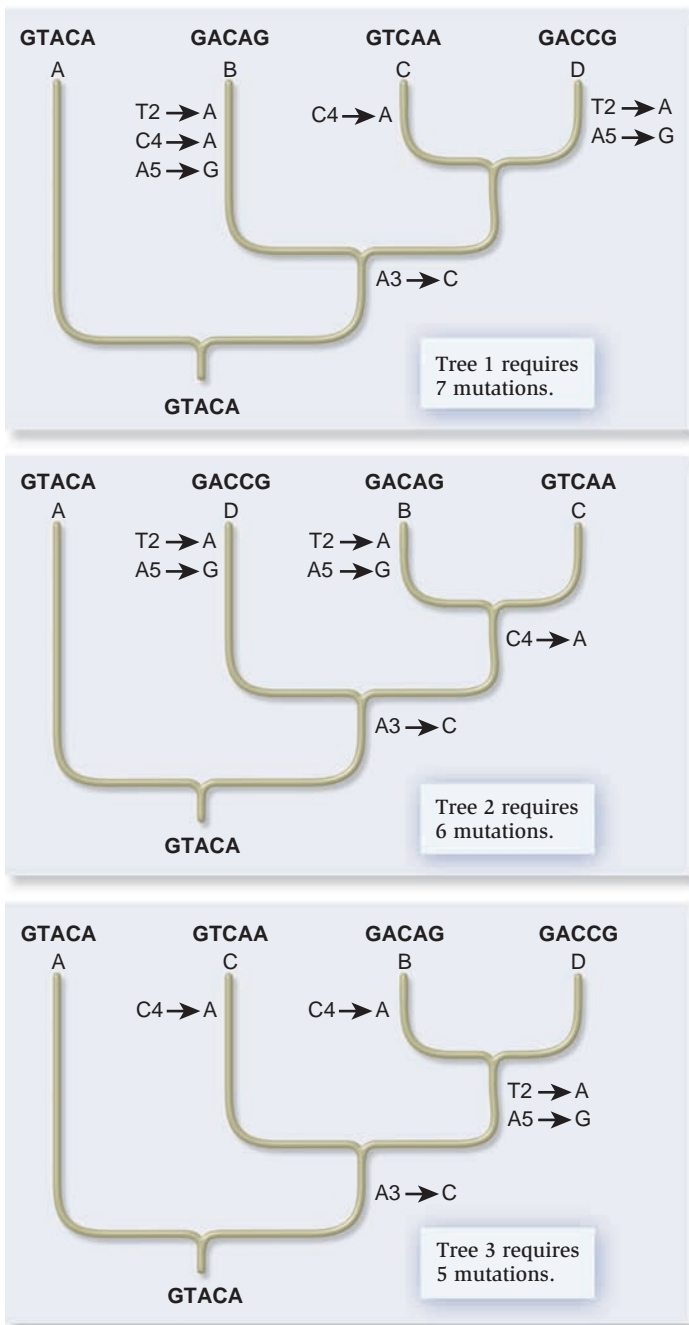 GTACA GACAG GTCAA GACCG
A B C D
T2 → A C4 → A T2 → A
C4 → A A5 → G
A5 → G
A3 → C
Tree 1 requires
7 mutations.
GTACA
GTACA GACCG GACAG GTCAA
A D B C
T2 → A T2 → A
A5 → G A5 → G
C4 → A
A3 → C
Tree 2 requires
6 mutations.
GTACA
GTACA GTCAA GACAG GACCG
A C B D
C4 → A C4 → A
T2 → A
A5 → G
A3 → C
Tree 3 requires
5 mutations.
GTACA